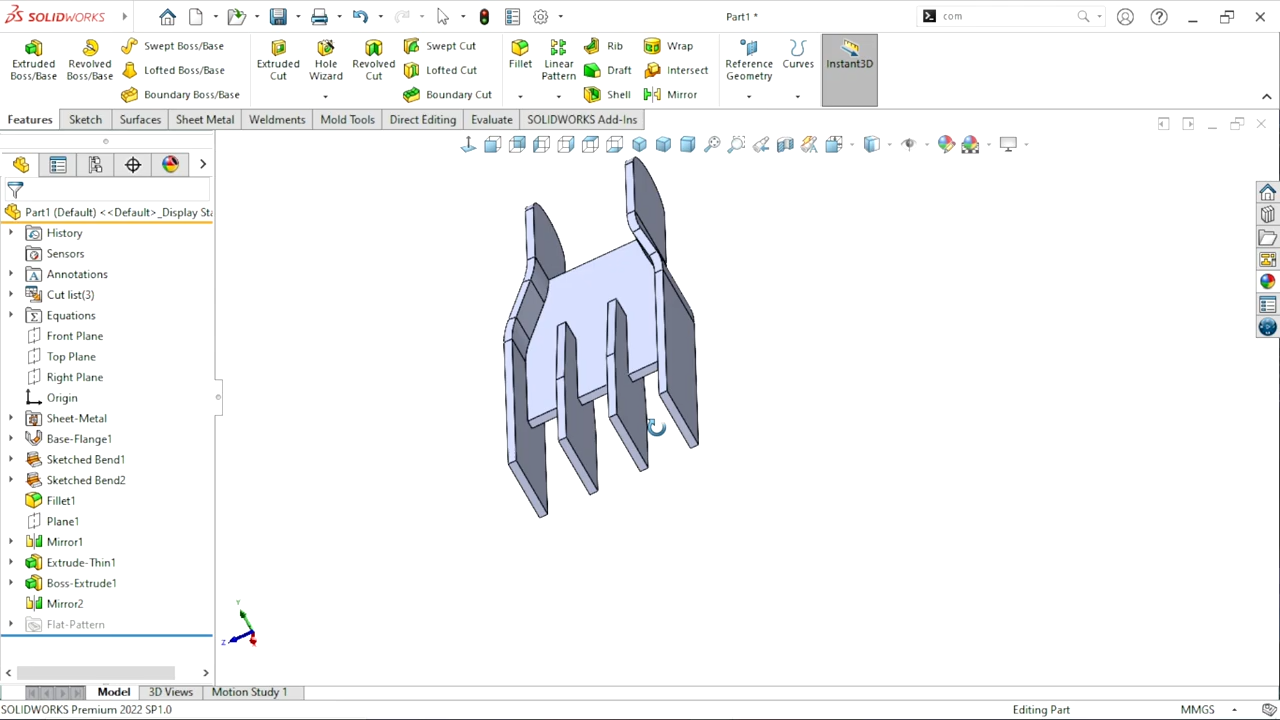 SOLIDWORKS
Part1 *
com
Extruded Boss/Base
Revolved Boss/Base
Swept Boss/Base
Lofted Boss/Base
Boundary Boss/Base
Extruded Cut
Hole Wizard
Revolved Cut
Swept Cut
Lofted Cut
Boundary Cut
Fillet
Linear Pattern
Rib
Draft
Shell
Wrap
Intersect
Mirror
Reference Geometry
Curves
Instant3D
Features Sketch Surfaces Sheet Metal Weldments Mold Tools Direct Editing Evaluate SOLIDWORKS Add-Ins
Part1 (Default) <<Default>_Display Sta
History
Sensors
Annotations
Cut list(3)
Equations
Front Plane
Top Plane
Right Plane
Origin
Sheet-Metal
Base-Flange1
Sketched Bend1
Sketched Bend2
Fillet1
Plane1
Mirror1
Extrude-Thin1
Boss-Extrude1
Mirror2
Flat-Pattern
Y
Z
Model 3D Views Motion Study 1
SOLIDWORKS Premium 2022 SP1.0 Editing Part MMGS